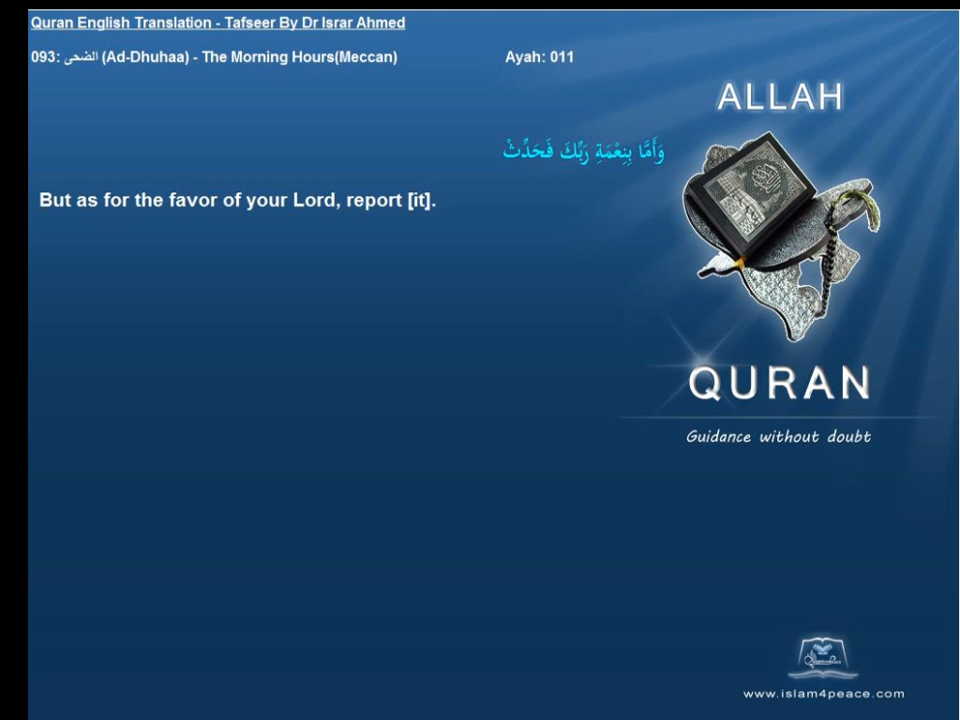 Quran English Translation - Tafseer By Dr Israr Ahmed
093: الضحى (Ad-Dhuhaa) - The Morning Hours(Meccan) Ayah: 011
ALLAH
وَأَمَّا بِنِعْمَةِ رَبِّكَ فَحَدِّثْ
But as for the favor of your Lord, report [it].
QURAN
Guidance without doubt
www.islam4peace.com